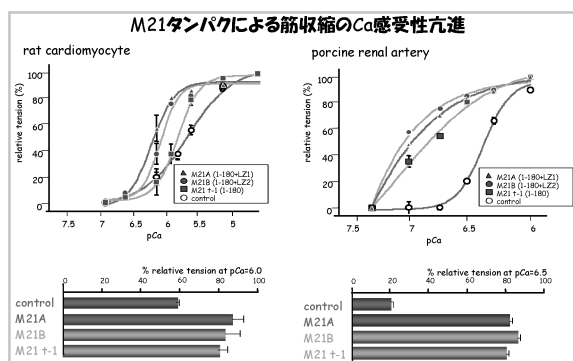 M21タンパクによる筋収縮のCa感受性亢進
rat cardiomyocyte
relative tension (%)
100
80
60
40
20
0
7.5
7
6.5
6
5.5
5
pCa
M21A (1-180+LZ1)
M21B (1-180+LZ2)
M21 t-1 (1-180)
control
porcine renal artery
relative tension (%)
100
80
60
40
20
0
7.5
7
6.5
6
pCa
M21A (1-180+LZ1)
M21B (1-180+LZ2)
M21 t-1 (1-180)
control
% relative tension at pCa=6.0
0
20
40
60
80
100
control
M21A
M21B
M21 t-1
% relative tension at pCa=6.5
0
20
40
60
80
100
control
M21A
M21B
M21 t-1